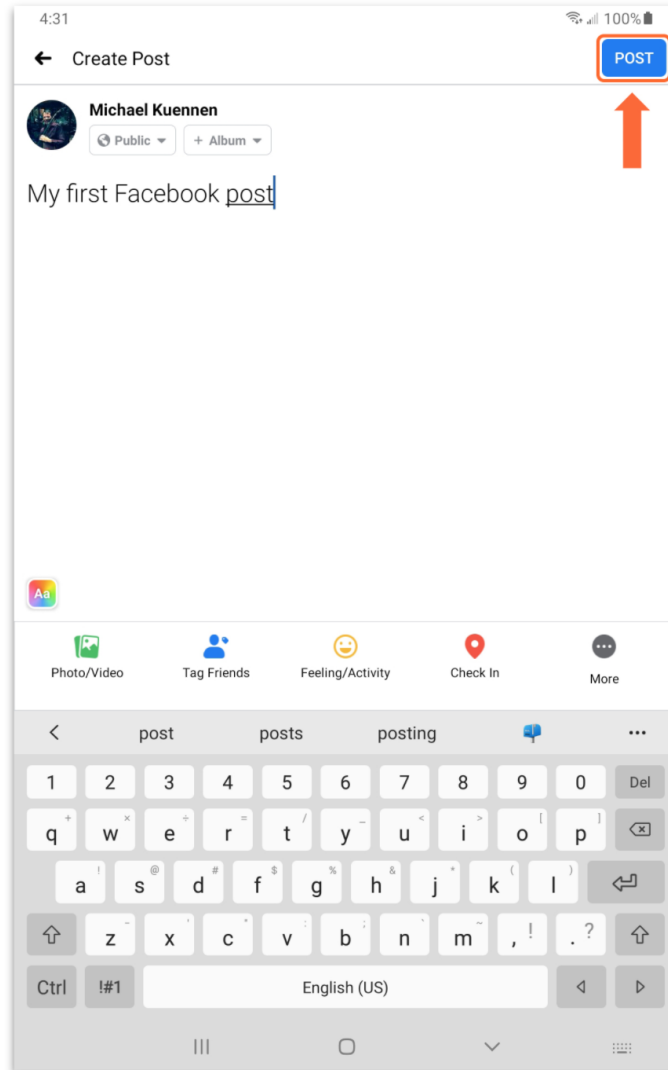 4:31 100%
Create Post POST
Michael Kuennen
Public + Album
My first Facebook post
Aa
Photo/Video Tag Friends Feeling/Activity Check In More
< post posts posting ...
1 2 3 4 5 6 7 8 9 0 Del
+ × ÷ = / _ < > [ ]
q w e r t y u i o p
! @ # $ % & * ( )
a s d f g h j k l
- ' " : ; ` ~ ! ?
z x c v b n m , .
Ctrl !#1 English (US)